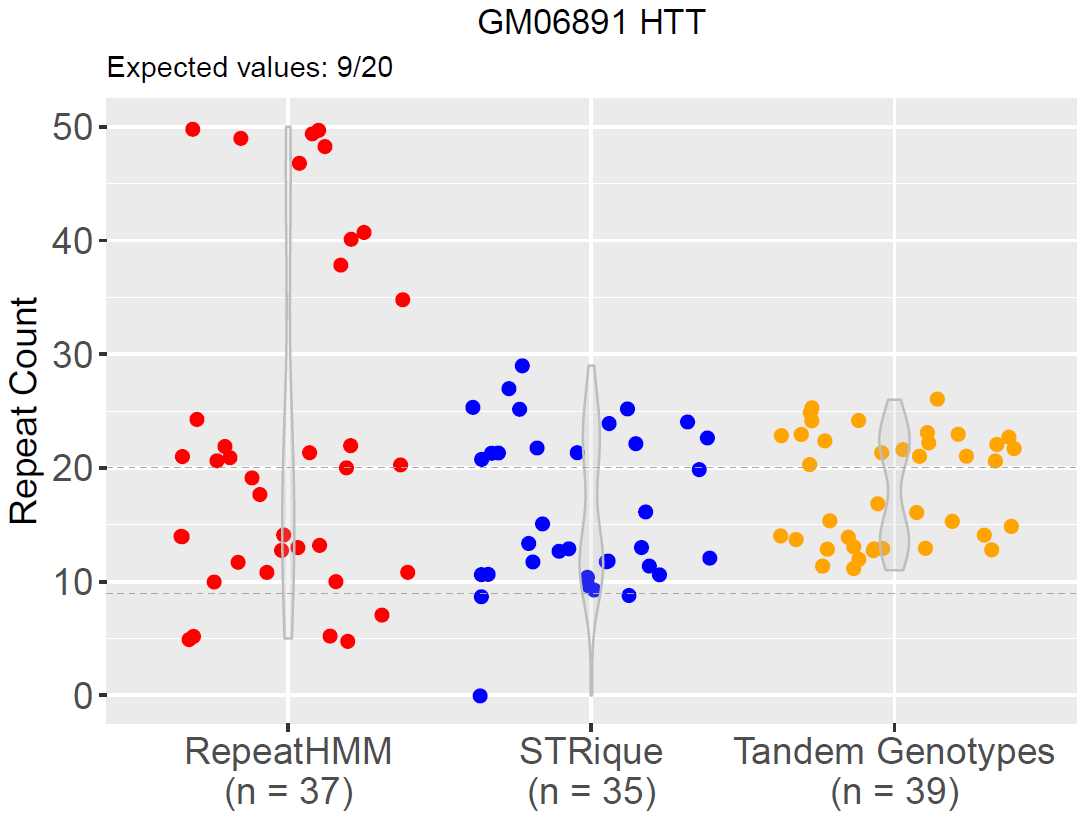 GM06891 HTT
Expected values: 9/20
Repeat Count
50
40
30
20
10
0
RepeatHMM
(n = 37)
STRique
(n = 35)
Tandem Genotypes
(n = 39)